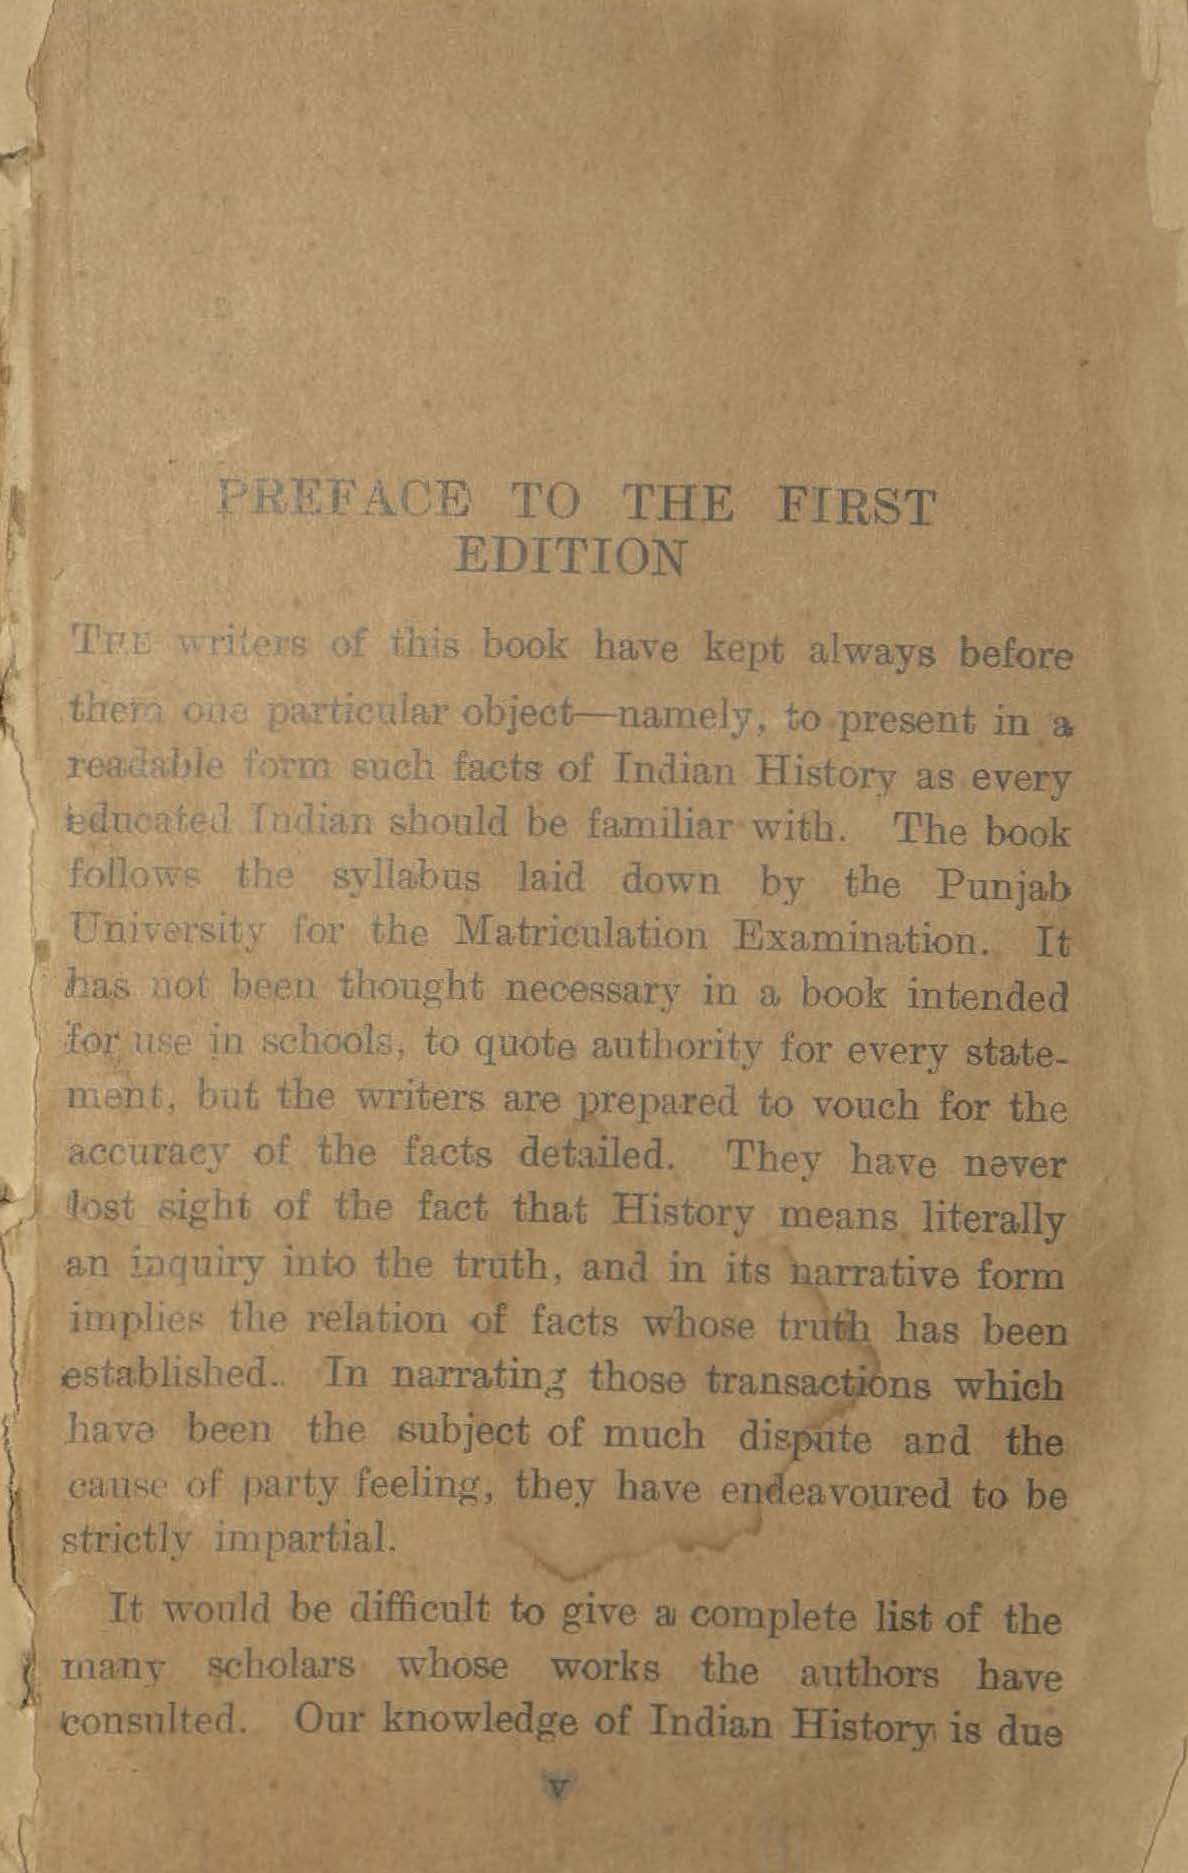 PREFACE TO THE FIRST
EDITION
THE writers of this book have kept always before
them one particular object—namely, to present in a
readable form such facts of Indian History as every
educated Indian should be familiar with. The book
follows the syllabus laid down by the Punjab
University for the Matriculation Examination. It
has not been thought necessary in a book intended
for use in schools, to quote authority for every state-
ment, but the writers are prepared to vouch for the
accuracy of the facts detailed. They have never
lost sight of the fact that History means literally
an inquiry into the truth, and in its narrative form
implies the relation of facts whose truth has been
established. In narrating those transactions which
have been the subject of much dispute and the
cause of party feeling, they have endeavoured to be
strictly impartial.
It would be difficult to give a complete list of the
many scholars whose works the authors have
consulted. Our knowledge of Indian History is due
v